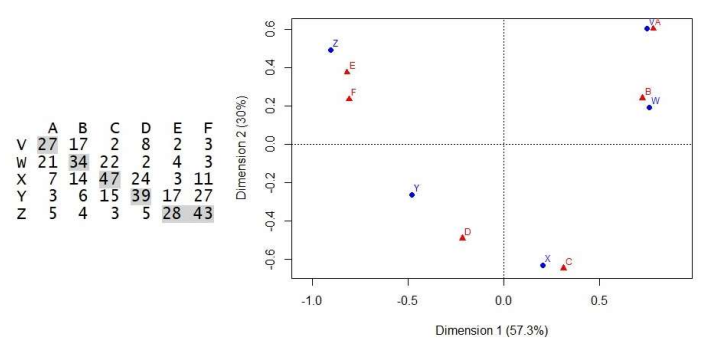 A B C D E F
V 27 17 2 8 2 3
W 21 34 22 2 4 3
X 7 14 47 24 3 11
Y 3 6 15 39 17 27
Z 5 4 3 5 28 43
Dimension 2 (30%)
0.6
0.4
0.2
0.0
-0.2
-0.4
-0.6
Z
E
F
V A
B
W
Y
D
X
C
-1.0 -0.5 0.0 0.5
Dimension 1 (57.3%)